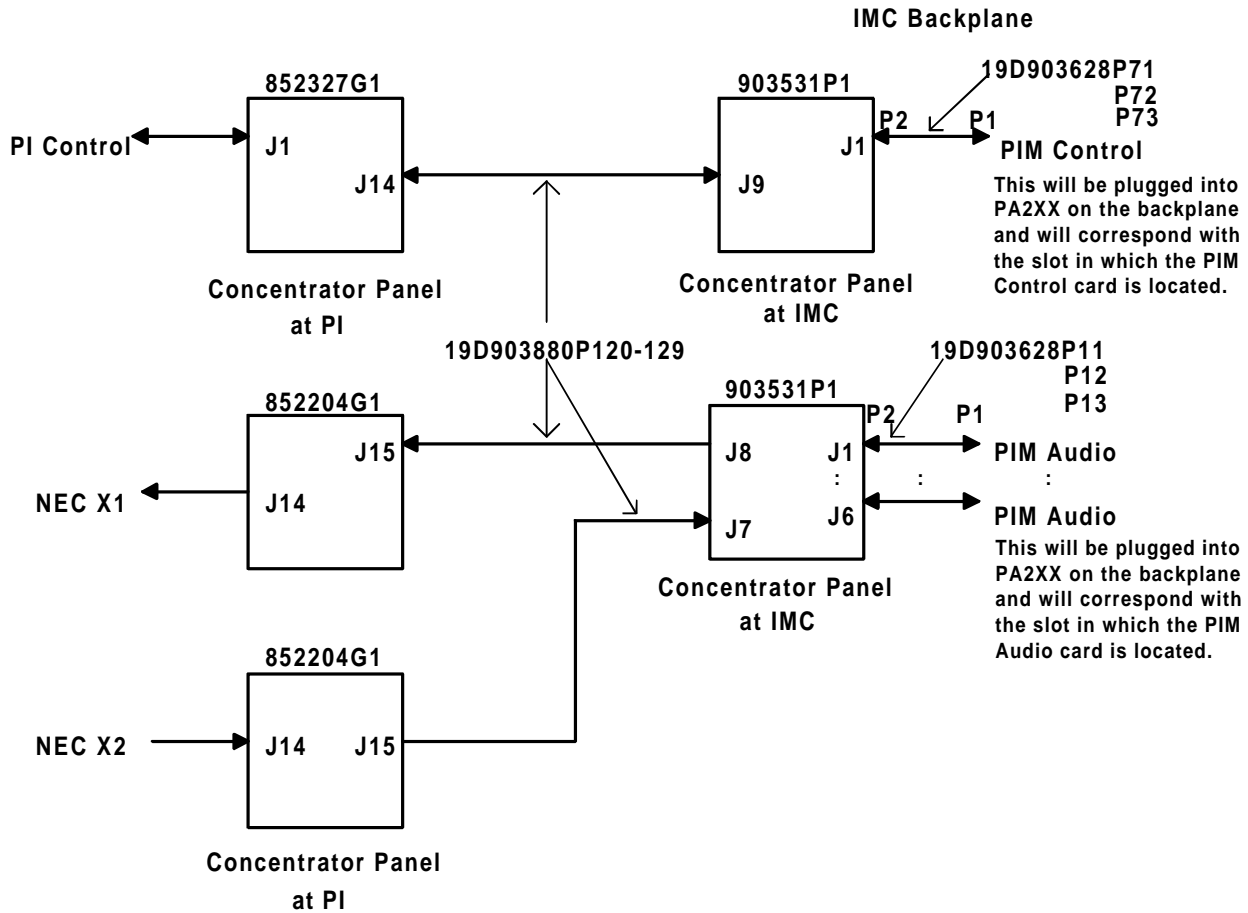 IMC Backplane
852327G1
903531P1
19D903628P71
P72
P73
PI Control
J1
J14
J9
J1
P2
P1
PIM Control
This will be plugged into
PA2XX on the backplane
and will correspond with
the slot in which the PIM
Control card is located.
Concentrator Panel
at PI
Concentrator Panel
at IMC
19D903880P120-129
852204G1
903531P1
19D903628P11
P12
P13
NEC X1
J15
J14
J8
J7
J1
:
J6
P2
P1
:
PIM Audio
:
PIM Audio
This will be plugged into
PA2XX on the backplane
and will correspond with
the slot in which the PIM
Audio card is located.
Concentrator Panel
at IMC
852204G1
NEC X2
J14
J15
Concentrator Panel
at PI